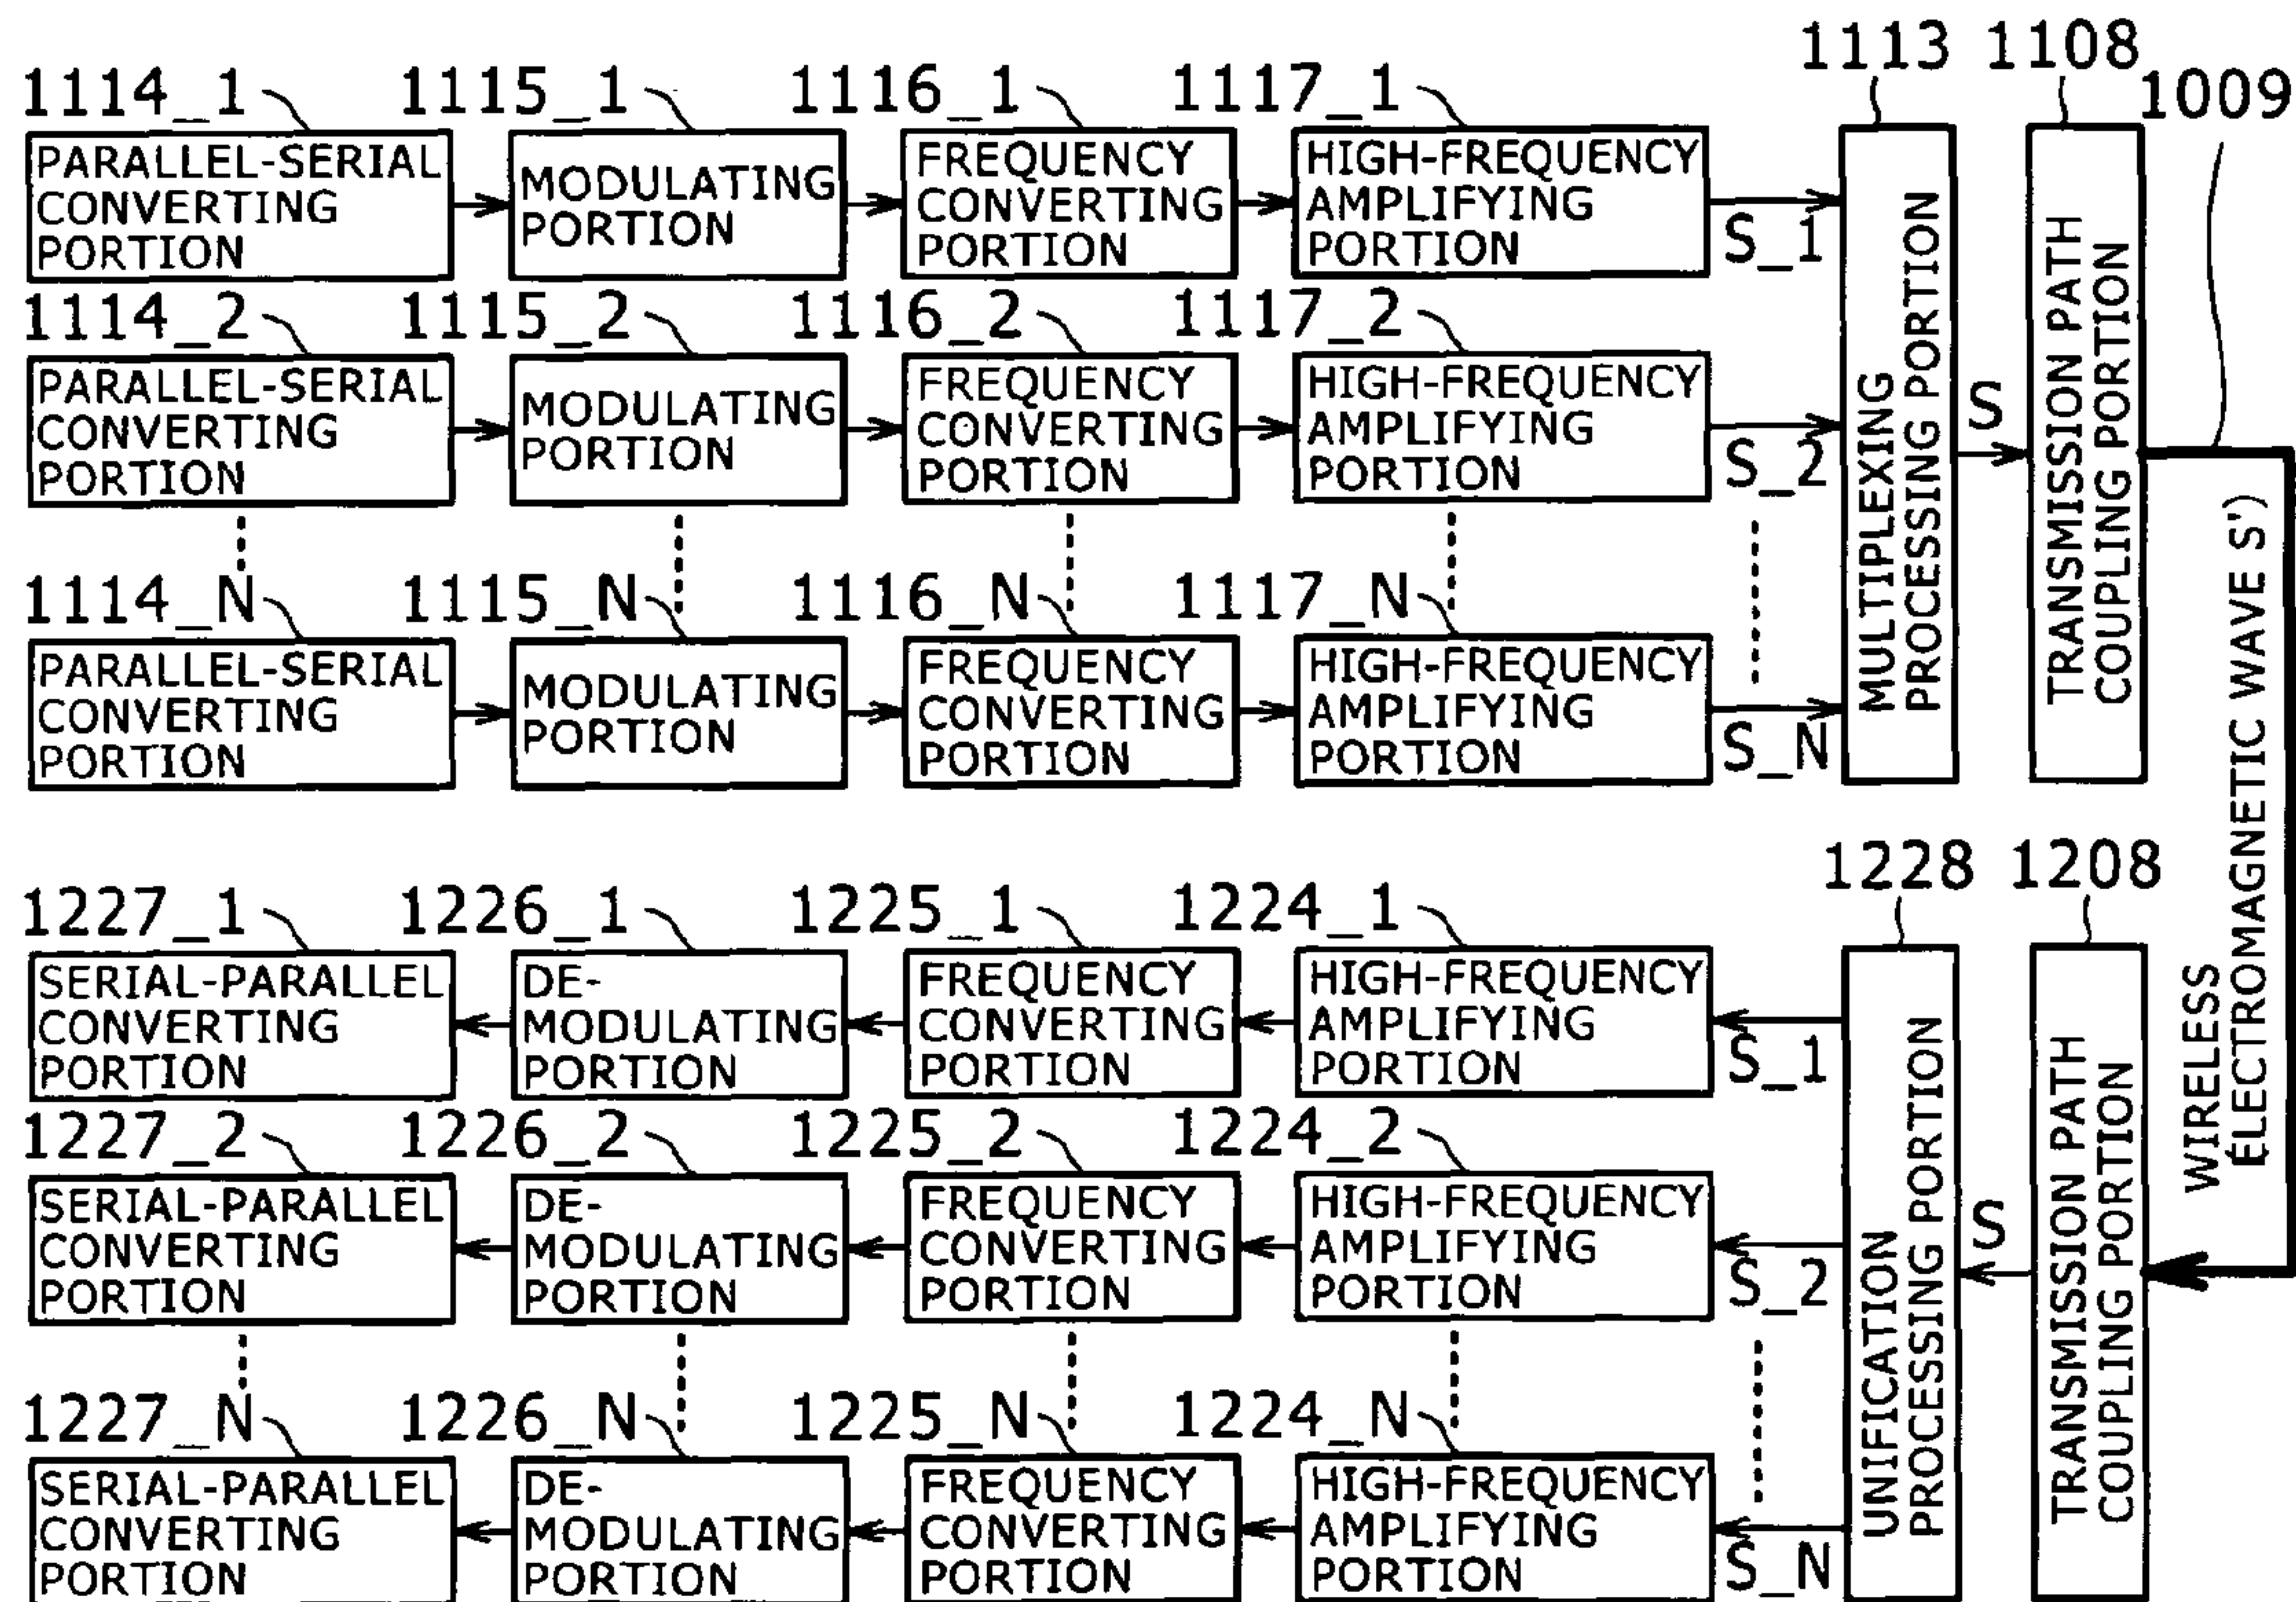 1113 1108
1114_1 1115_1 1116_1 1117_1 1009
PARALLEL-SERIAL
CONVERTING
PORTION
MODULATING
PORTION
FREQUENCY
CONVERTING
PORTION
HIGH-FREQUENCY
AMPLIFYING
PORTION
S_1
1114_2 1115_2 1116_2 1117_2
PARALLEL-SERIAL
CONVERTING
PORTION
MODULATING
PORTION
FREQUENCY
CONVERTING
PORTION
HIGH-FREQUENCY
AMPLIFYING
PORTION
S_2
1114_N 1115_N 1116_N 1117_N
PARALLEL-SERIAL
CONVERTING
PORTION
MODULATING
PORTION
FREQUENCY
CONVERTING
PORTION
HIGH-FREQUENCY
AMPLIFYING
PORTION
S_N
MULTIPLEXING
PROCESSING PORTION
S
TRANSMISSION PATH
COUPLING PORTION
WIRELESS
(ELECTROMAGNETIC WAVE S')
1228 1208
1227_1 1226_1 1225_1 1224_1
SERIAL-PARALLEL
CONVERTING
PORTION
DE-
MODULATING
PORTION
FREQUENCY
CONVERTING
PORTION
HIGH-FREQUENCY
AMPLIFYING
PORTION
S_1
1227_2 1226_2 1225_2 1224_2
SERIAL-PARALLEL
CONVERTING
PORTION
DE-
MODULATING
PORTION
FREQUENCY
CONVERTING
PORTION
HIGH-FREQUENCY
AMPLIFYING
PORTION
S_2
1227_N 1226_N 1225_N 1224_N
SERIAL-PARALLEL
CONVERTING
PORTION
DE-
MODULATING
PORTION
FREQUENCY
CONVERTING
PORTION
HIGH-FREQUENCY
AMPLIFYING
PORTION
S_N
UNIFICATION
PROCESSING PORTION
S
TRANSMISSION PATH
COUPLING PORTION